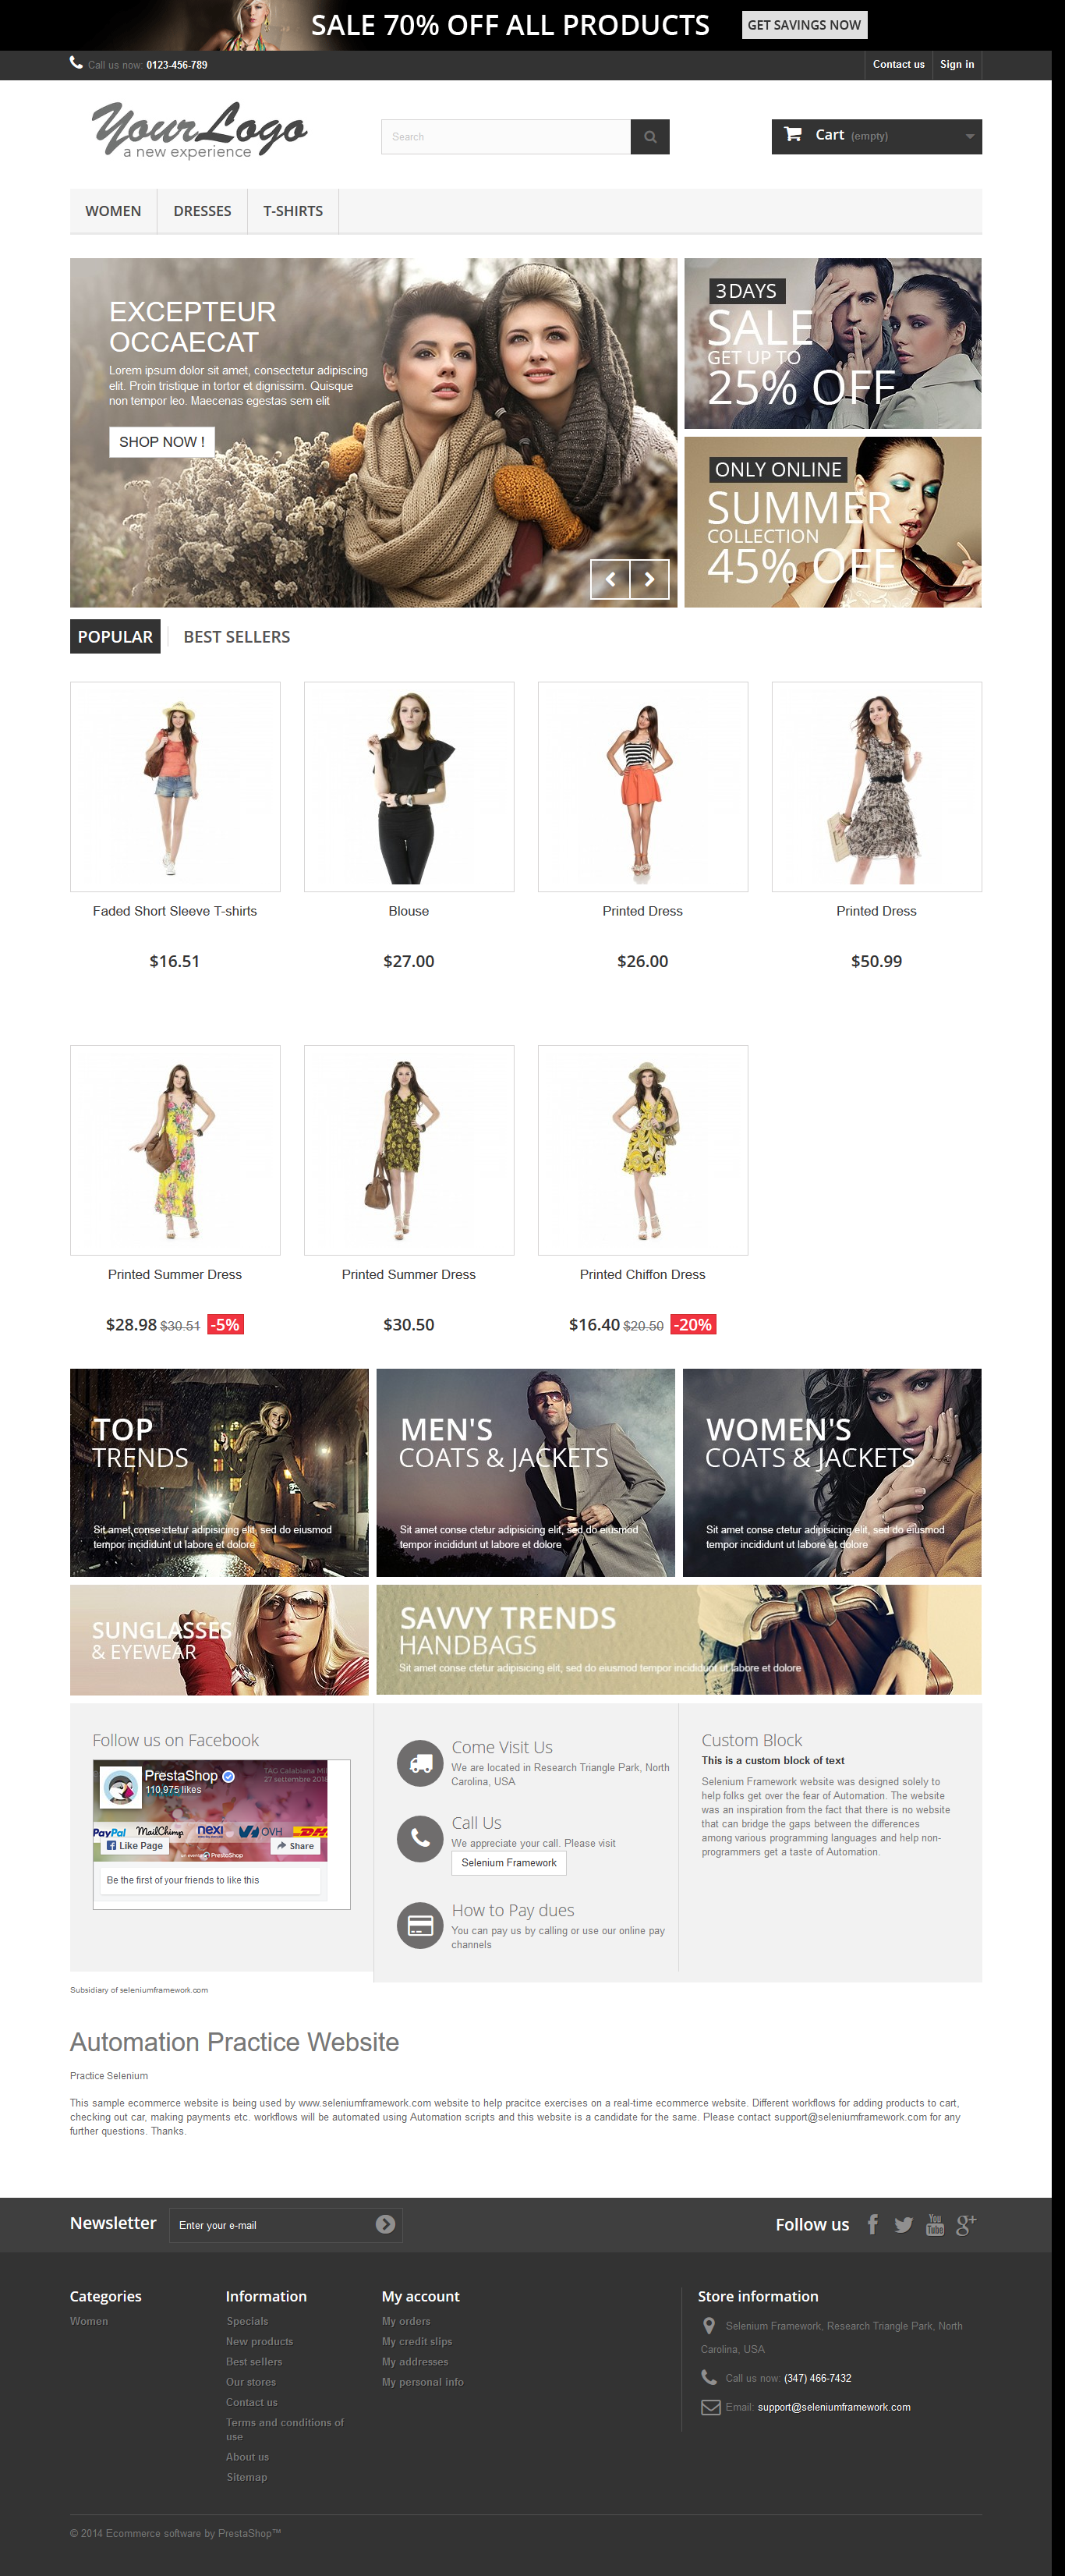 SALE 70% OFF ALL PRODUCTS GET SAVINGS NOW
Call us now: 0123-456-789 Contact us Sign in
YourLogo
a new experience
Search
Cart (empty)
WOMEN DRESSES T-SHIRTS
EXCEPTEUR
OCCAECAT
Lorem ipsum dolor sit amet, consectetur adipiscing
elit. Proin tristique in tortor et dignissim. Quisque
non tempor leo. Maecenas egestas sem elit
SHOP NOW !
3 DAYS
SALE
GET UP TO
25% OFF
ONLY ONLINE
SUMMER
COLLECTION
45% OFF
POPULAR BEST SELLERS
Faded Short Sleeve T-shirts Blouse Printed Dress Printed Dress
$16.51 $27.00 $26.00 $50.99
Printed Summer Dress Printed Summer Dress Printed Chiffon Dress
$28.98 $30.51 -5% $30.50 $16.40 $20.50 -20%
TOP
TRENDS
Sit amet conse ctetur adipisicing elit, sed do eiusmod
tempor incididunt ut labore et dolore
MEN'S
COATS & JACKETS
Sit amet conse ctetur adipisicing elit, sed do eiusmod
tempor incididunt ut labore et dolore
WOMEN'S
COATS & JACKETS
Sit amet conse ctetur adipisicing elit, sed do eiusmod
tempor incididunt ut labore et dolore
SUNGLASSES
& EYEWEAR
SAVVY TRENDS
HANDBAGS
Sit amet conse ctetur adipisicing elit, sed do eiusmod tempor incididunt ut labore et dolore
Follow us on Facebook
PrestaShop
110,975 likes
TAG Calabiana Mi
27 settembre 2018
PayPal MailChimp nexi OVH DHL
Like Page Share
an event by PrestaShop
Be the first of your friends to like this
Come Visit Us
We are located in Research Triangle Park, North
Carolina, USA
Call Us
We appreciate your call. Please visit
Selenium Framework
How to Pay dues
You can pay us by calling or use our online pay
channels
Custom Block
This is a custom block of text
Selenium Framework website was designed solely to
help folks get over the fear of Automation. The website
was an inspiration from the fact that there is no website
that can bridge the gaps between the differences
among various programming languages and help non-
programmers get a taste of Automation.
Subsidiary of seleniumframework.com
Automation Practice Website
Practice Selenium
This sample ecommerce website is being used by www.seleniumframework.com website to help pracitce exercises on a real-time ecommerce website. Different workflows for adding products to cart,
checking out car, making payments etc. workflows will be automated using Automation scripts and this website is a candidate for the same. Please contact support@seleniumframework.com for any
further questions. Thanks.
Newsletter Enter your e-mail Follow us
You
Tube
Categories
Women
Information
Specials
New products
Best sellers
Our stores
Contact us
Terms and conditions of
use
About us
Sitemap
My account
My orders
My credit slips
My addresses
My personal info
Store information
Selenium Framework, Research Triangle Park, North
Carolina, USA
Call us now: (347) 466-7432
Email: support@seleniumframework.com
© 2014 Ecommerce software by PrestaShop™